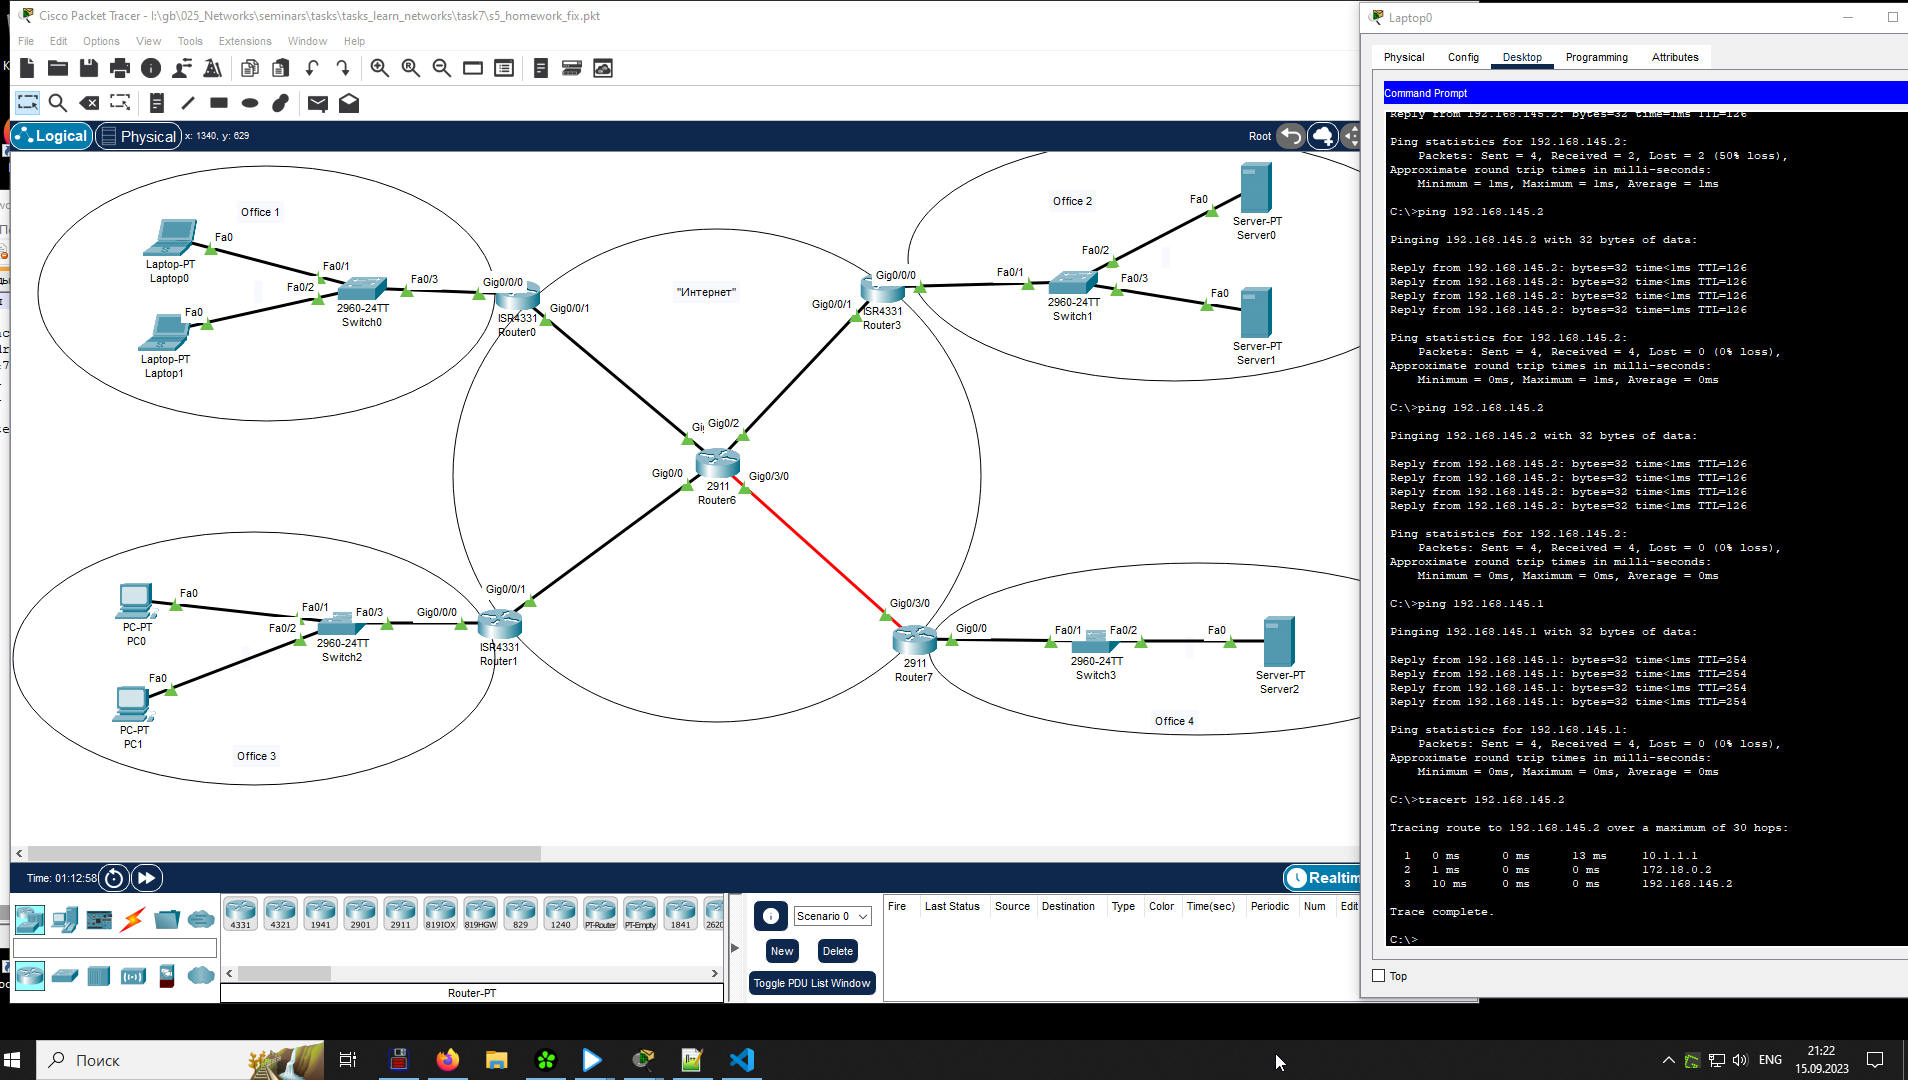 Cisco Packet Tracer - I:\gb\025_Networks\seminars\tasks\tasks_learn_networks\task7\s5_homework_fix.pkt
File Edit Options View Tools Extensions Window Help
Logical Physical x: 1340, y: 629
Root
Office 1
Fa0
Laptop-PT
Laptop0
Fa0/1
Fa0/2
Fa0/3
2960-24TT
Switch0
Fa0
Laptop-PT
Laptop1
Gig0/0/0
Gig0/0/1
ISR4331
Router0
"Интернет"
Office 2
Gig0/0/0
Gig0/0/1
ISR4331
Router3
Fa0/1
Fa0/2
Fa0/3
2960-24TT
Switch1
Fa0
Server-PT
Server0
Fa0
Server-PT
Server1
Gig0/2
Gig0/0
Gig0/3/0
2911
Router6
Fa0
PC-PT
PC0
Fa0/1
Fa0/2
Fa0/3
2960-24TT
Switch2
Fa0
PC-PT
PC1
Office 3
Gig0/0/1
Gig0/0/0
ISR4331
Router1
Gig0/3/0
Gig0/0
2911
Router7
Fa0/1
Fa0/2
2960-24TT
Switch3
Fa0
Server-PT
Server2
Office 4
Time: 01:12:58
Realtim
4331 4321 1941 2901 2911 819IOX 819HGW 829 1240 PT-Router PT-Empty 1841 2620
Router-PT
Scenario 0
New Delete
Toggle PDU List Window
Fire Last Status Source Destination Type Color Time(sec) Periodic Num Edit
Laptop0
Physical Config Desktop Programming Attributes
Command Prompt
Reply from 192.168.145.2: bytes=32 time=1ms TTL=126
Ping statistics for 192.168.145.2:
Packets: Sent = 4, Received = 2, Lost = 2 (50% loss),
Approximate round trip times in milli-seconds:
Minimum = 1ms, Maximum = 1ms, Average = 1ms
C:\>ping 192.168.145.2
Pinging 192.168.145.2 with 32 bytes of data:
Reply from 192.168.145.2: bytes=32 time<1ms TTL=126
Reply from 192.168.145.2: bytes=32 time<1ms TTL=126
Reply from 192.168.145.2: bytes=32 time<1ms TTL=126
Reply from 192.168.145.2: bytes=32 time=1ms TTL=126
Ping statistics for 192.168.145.2:
Packets: Sent = 4, Received = 4, Lost = 0 (0% loss),
Approximate round trip times in milli-seconds:
Minimum = 0ms, Maximum = 1ms, Average = 0ms
C:\>ping 192.168.145.2
Pinging 192.168.145.2 with 32 bytes of data:
Reply from 192.168.145.2: bytes=32 time<1ms TTL=126
Reply from 192.168.145.2: bytes=32 time<1ms TTL=126
Reply from 192.168.145.2: bytes=32 time<1ms TTL=126
Reply from 192.168.145.2: bytes=32 time<1ms TTL=126
Ping statistics for 192.168.145.2:
Packets: Sent = 4, Received = 4, Lost = 0 (0% loss),
Approximate round trip times in milli-seconds:
Minimum = 0ms, Maximum = 0ms, Average = 0ms
C:\>ping 192.168.145.1
Pinging 192.168.145.1 with 32 bytes of data:
Reply from 192.168.145.1: bytes=32 time<1ms TTL=254
Reply from 192.168.145.1: bytes=32 time<1ms TTL=254
Reply from 192.168.145.1: bytes=32 time<1ms TTL=254
Reply from 192.168.145.1: bytes=32 time<1ms TTL=254
Ping statistics for 192.168.145.1:
Packets: Sent = 4, Received = 4, Lost = 0 (0% loss),
Approximate round trip times in milli-seconds:
Minimum = 0ms, Maximum = 0ms, Average = 0ms
C:\>tracert 192.168.145.2
Tracing route to 192.168.145.2 over a maximum of 30 hops:
1 0 ms 0 ms 13 ms 10.1.1.1
2 1 ms 0 ms 0 ms 172.18.0.2
3 10 ms 0 ms 0 ms 192.168.145.2
Trace complete.
C:\>
Top
Поиск
ENG
21:22
15.09.2023